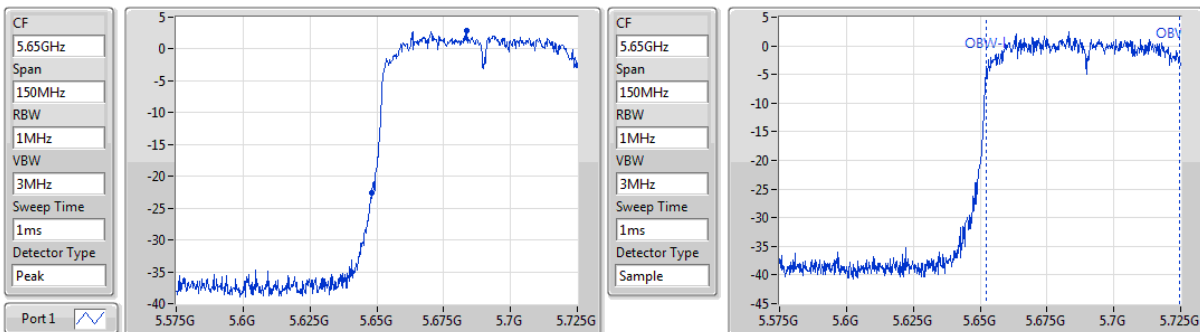 CF
5.65GHz
Span
150MHz
RBW
1MHz
VBW
3MHz
Sweep Time
1ms
Detector Type
Peak
Port 1
5
0
-5
-10
-15
-20
-25
-30
-35
-40
5.575G 5.6G 5.625G 5.65G 5.675G 5.7G 5.725G
CF
5.65GHz
Span
150MHz
RBW
1MHz
VBW
3MHz
Sweep Time
1ms
Detector Type
Sample
5
0
-5
-10
-15
-20
-25
-30
-35
-40
-45
OBW-L
OBW
5.575G 5.6G 5.625G 5.65G 5.675G 5.7G 5.725G